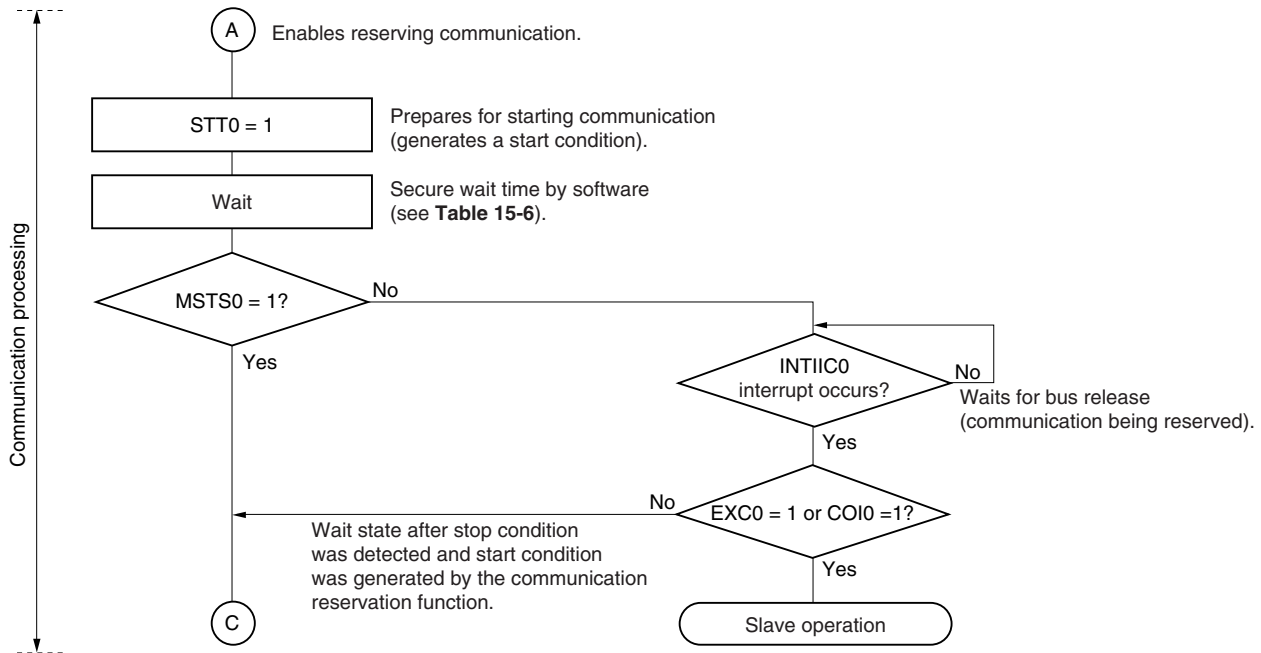 A
Enables reserving communication.
STT0 = 1
Prepares for starting communication
(generates a start condition).
Wait
Secure wait time by software
(see Table 15-6).
Communication processing
MSTS0 = 1?
No
Yes
INTIIC0
interrupt occurs?
No
Waits for bus release
(communication being reserved).
Yes
No
EXC0 = 1 or COI0 =1?
Wait state after stop condition
was detected and start condition
was generated by the communication
reservation function.
Yes
C
Slave operation